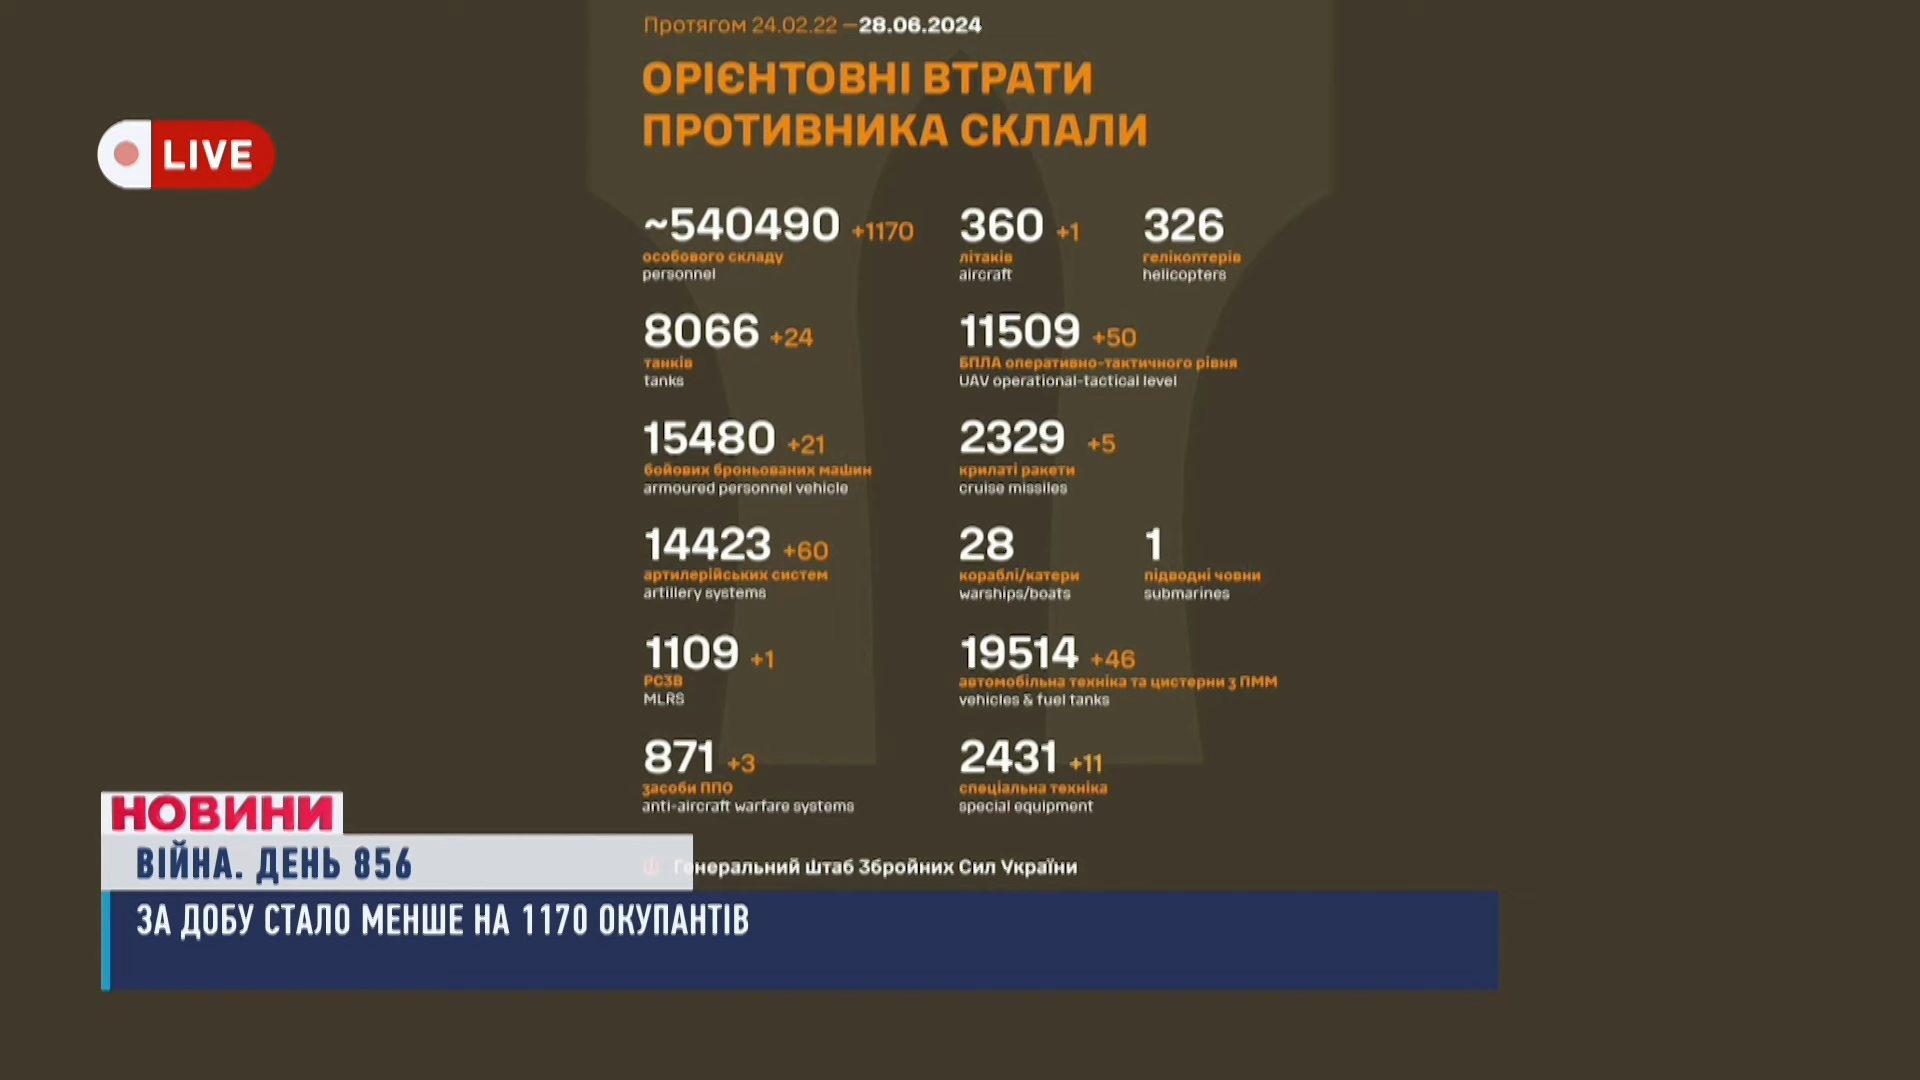 Протягом 24.02.22 —28.06.2024
ОРІЄНТОВНІ ВТРАТИ
ПРОТИВНИКА СКЛАЛИ
LIVE
~540490 +1170
особового складу
personnel
360 +1
літаків
aircraft
326
гелікоптерів
helicopters
8066 +24
танків
tanks
11509 +50
БПЛА оперативно-тактичного рівня
UAV operational-tactical level
15480 +21
бойових броньованих машин
armoured personnel vehicle
2329 +5
крилаті ракети
cruise missiles
14423 +60
артилерійських систем
artillery systems
28
кораблі/катери
warships/boats
1
підводні човни
submarines
1109 +1
РСЗВ
MLRS
19514 +46
автомобільна техніка та цистерни з ПММ
vehicles & fuel tanks
871 +3
засоби ППО
anti-aircraft warfare systems
2431 +11
спеціальна техніка
special equipment
Генеральний штаб Збройних Сил України
НОВИНИ
ВІЙНА. ДЕНЬ 856
ЗА ДОБУ СТАЛО МЕНШЕ НА 1170 ОКУПАНТІВ